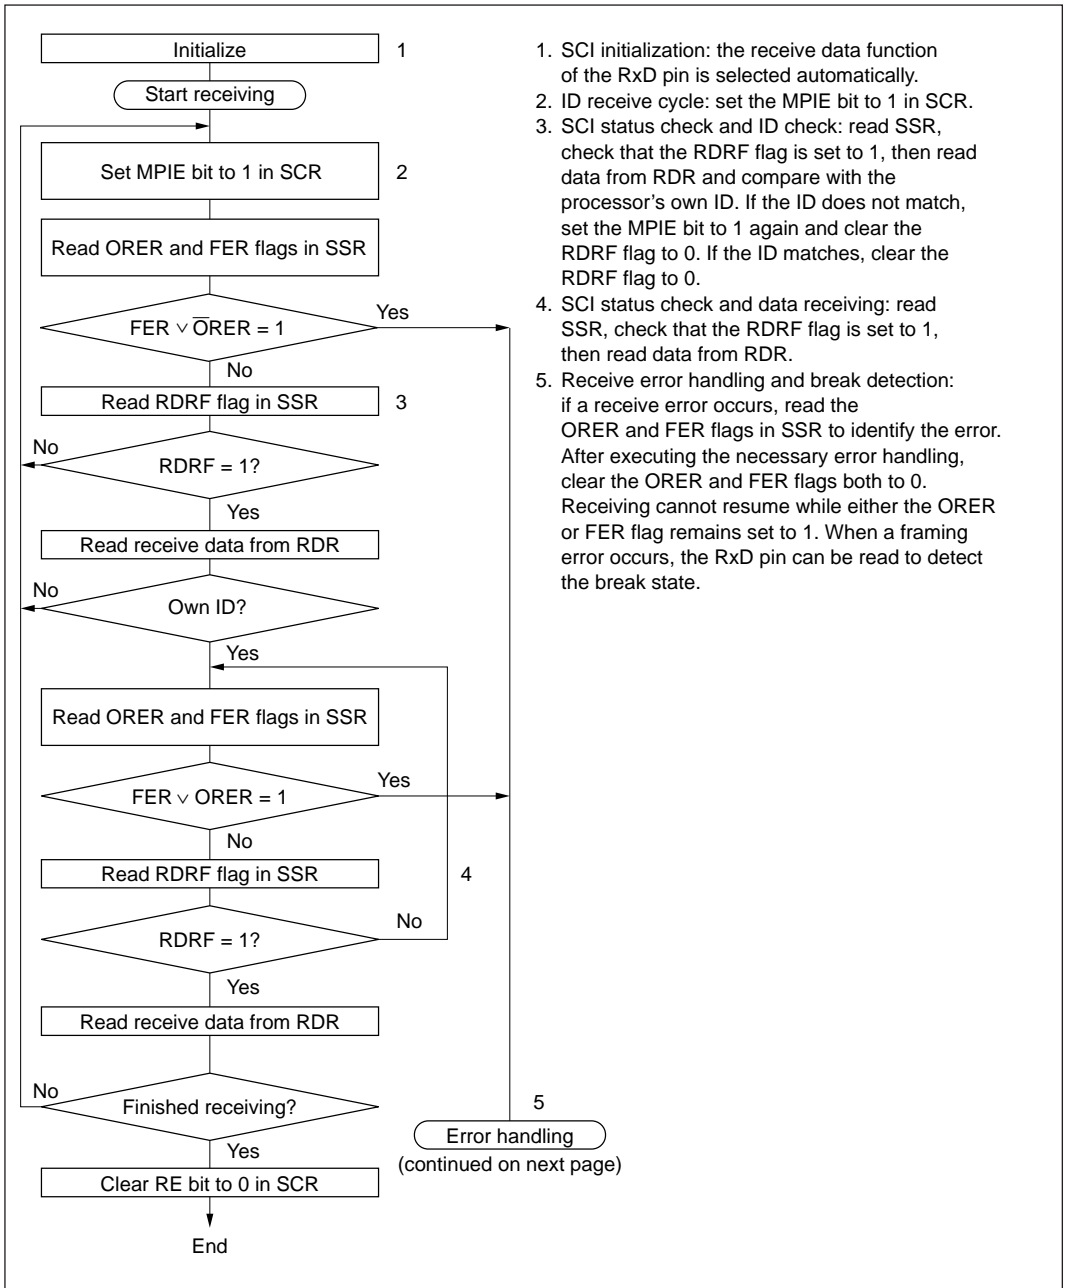 Initialize
1
Start receiving
Set MPIE bit to 1 in SCR
2
Read ORER and FER flags in SSR
FER ∨ O̅RER = 1
Yes
No
Read RDRF flag in SSR
3
No
RDRF = 1?
Yes
Read receive data from RDR
No
Own ID?
Yes
Read ORER and FER flags in SSR
FER ∨ ORER = 1
Yes
No
Read RDRF flag in SSR
4
RDRF = 1?
No
Yes
Read receive data from RDR
No
Finished receiving?
Yes
Clear RE bit to 0 in SCR
End
5
Error handling
(continued on next page)
1. SCI initialization: the receive data function
of the RxD pin is selected automatically.
2. ID receive cycle: set the MPIE bit to 1 in SCR.
3. SCI status check and ID check: read SSR,
check that the RDRF flag is set to 1, then read
data from RDR and compare with the
processor's own ID. If the ID does not match,
set the MPIE bit to 1 again and clear the
RDRF flag to 0. If the ID matches, clear the
RDRF flag to 0.
4. SCI status check and data receiving: read
SSR, check that the RDRF flag is set to 1,
then read data from RDR.
5. Receive error handling and break detection:
if a receive error occurs, read the
ORER and FER flags in SSR to identify the error.
After executing the necessary error handling,
clear the ORER and FER flags both to 0.
Receiving cannot resume while either the ORER
or FER flag remains set to 1. When a framing
error occurs, the RxD pin can be read to detect
the break state.